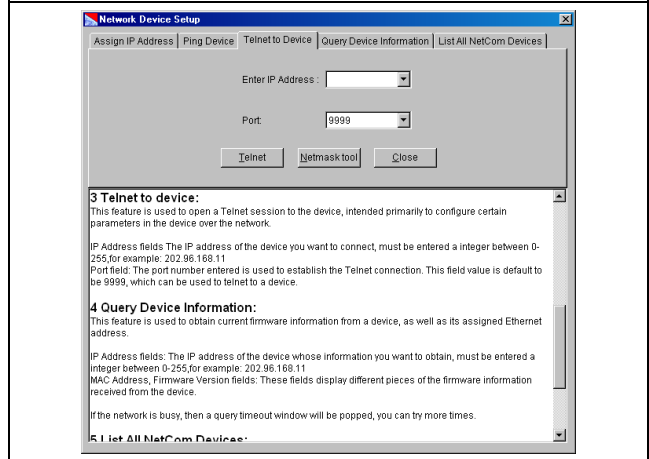 Network Device Setup
Assign IP Address Ping Device Telnet to Device Query Device Information List All NetCom Devices
Enter IP Address :
Port: 9999
Telnet Netmask tool Close
3 Telnet to device:
This feature is used to open a Telnet session to the device, intended primarily to configure certain
parameters in the device over the network.
IP Address fields The IP address of the device you want to connect, must be entered a integer between 0-
255,for example: 202.96.168.11
Port field: The port number entered is used to establish the Telnet connection. This field value is default to
be 9999, which can be used to telnet to a device.
4 Query Device Information:
This feature is used to obtain current firmware information from a device, as well as its assigned Ethernet
address.
IP Address fields: The IP address of the device whose information you want to obtain, must be entered a
integer between 0-255,for example: 202.96.168.11
MAC Address, Firmware Version fields: These fields display different pieces of the firmware information
received from the device.
If the network is busy, then a query timeout window will be popped, you can try more times.
5 List All NetCom Devices: